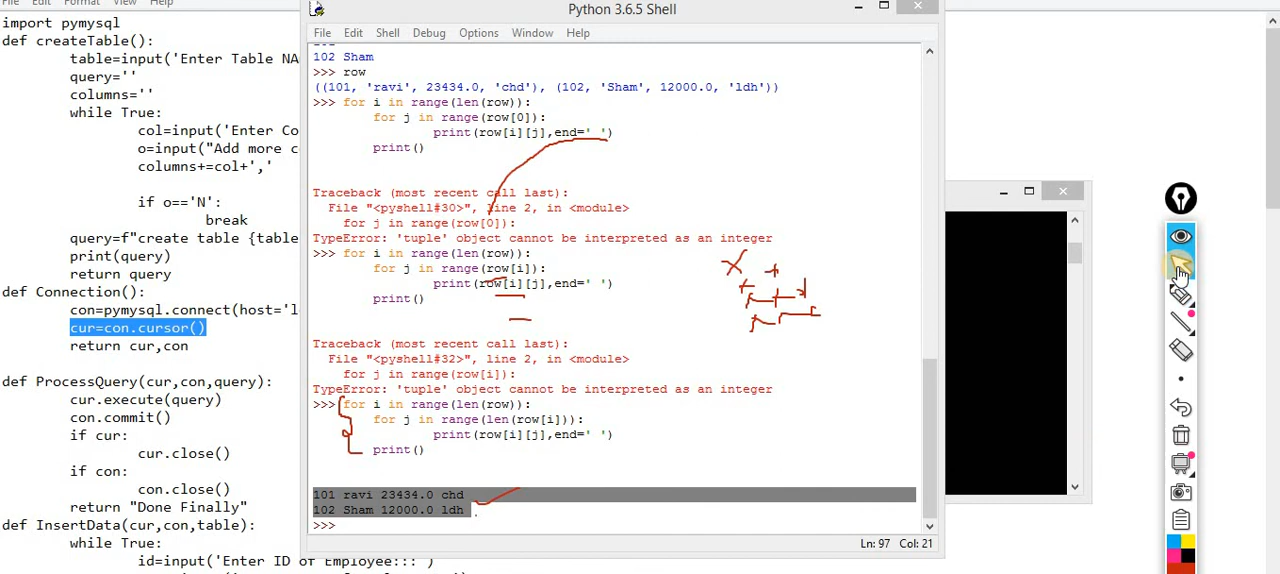 File Edit Format View Help
import pymysql
def createTable():
table=input('Enter Table NA
query=''
columns=''
while True:
col=input('Enter Co
o=input("Add more c
columns+=col+','
if o=='N':
break
query=f"create table {table
print(query)
return query
def Connection():
con=pymysql.connect(host='l
cur=con.cursor()
return cur,con
def ProcessQuery(cur,con,query):
cur.execute(query)
con.commit()
if cur:
cur.close()
if con:
con.close()
return "Done Finally"
def InsertData(cur,con,table):
while True:
id=input('Enter ID of Employee::: ')
Python 3.6.5 Shell
File Edit Shell Debug Options Window Help
102 Sham
>>> row
((101, 'ravi', 23434.0, 'chd'), (102, 'Sham', 12000.0, 'ldh'))
>>> for i in range(len(row)):
for j in range(row[0]):
print(row[i][j],end=' ')
print()
Traceback (most recent call last):
File "<pyshell#30>", line 2, in <module>
for j in range(row[0]):
TypeError: 'tuple' object cannot be interpreted as an integer
>>> for i in range(len(row)):
for j in range(row[i]):
print(row[i][j],end=' ')
print()
Traceback (most recent call last):
File "<pyshell#32>", line 2, in <module>
for j in range(row[i]):
TypeError: 'tuple' object cannot be interpreted as an integer
>>> for i in range(len(row)):
for j in range(len(row[i])):
print(row[i][j],end=' ')
print()
101 ravi 23434.0 chd
102 Sham 12000.0 ldh
>>>
Ln: 97 Col: 21